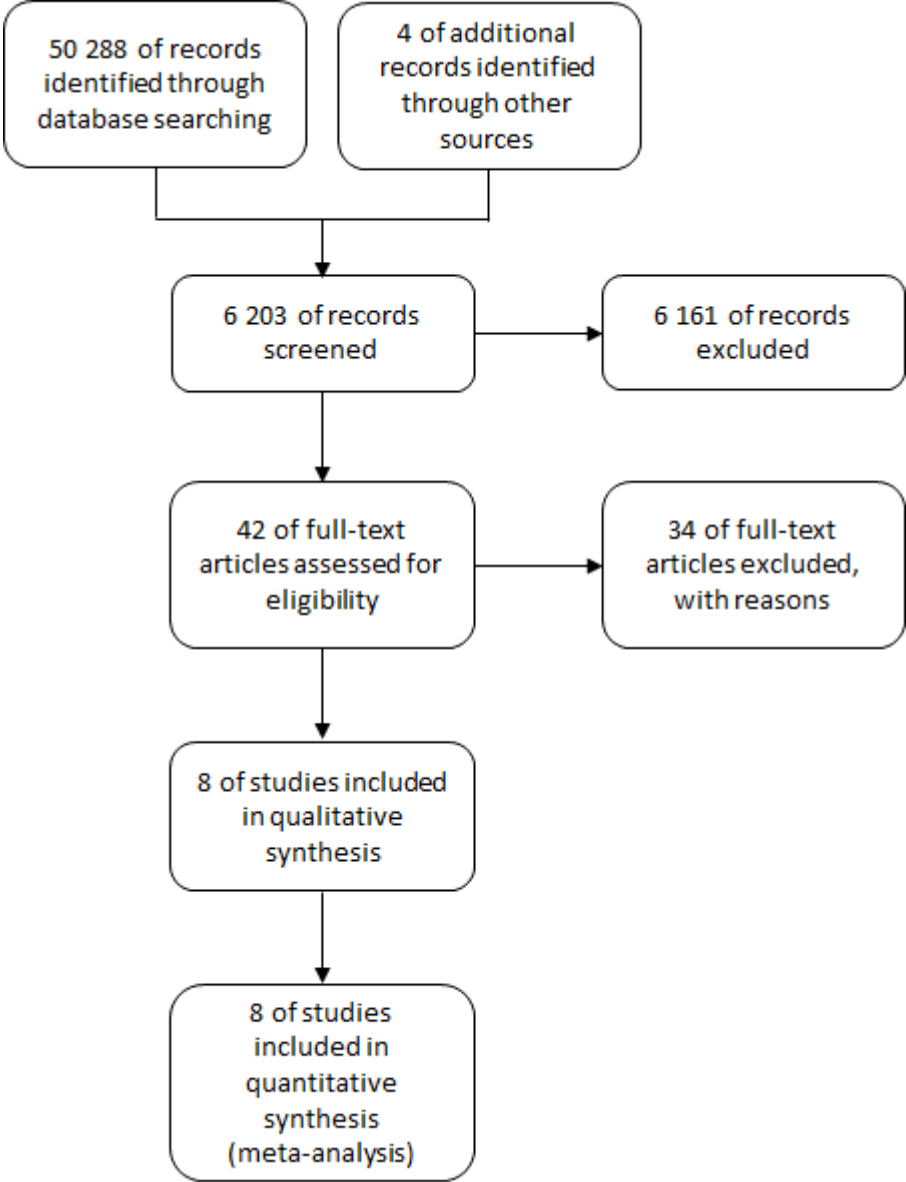 50 288 of records
identified through
database searching
4 of additional
records identified
through other
sources
6 203 of records
screened
6 161 of records
excluded
42 of full-text
articles assessed for
eligibility
34 of full-text
articles excluded,
with reasons
8 of studies included
in qualitative
synthesis
8 of studies
included in
quantitative
synthesis
(meta-analysis)